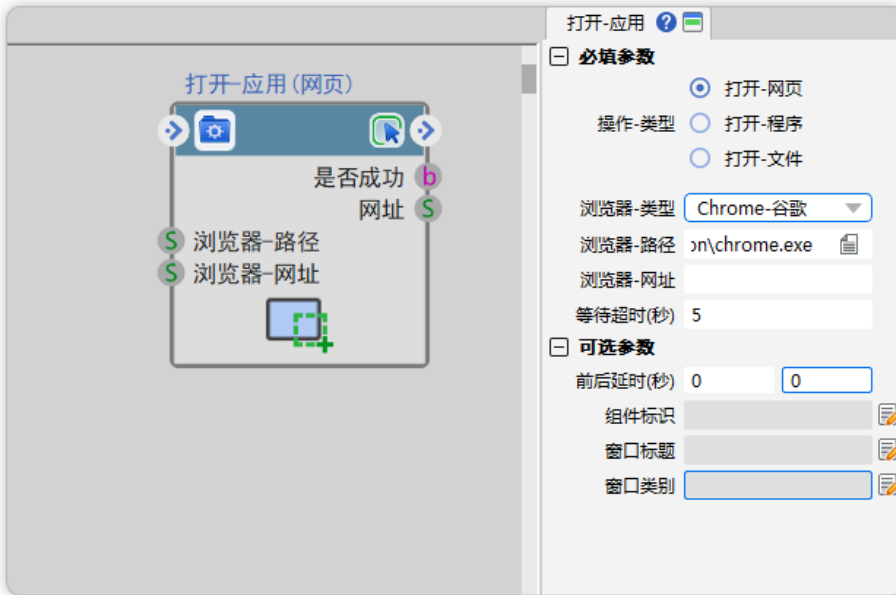 打开-应用
打开-应用(网页)
是否成功 b
网址 S
S 浏览器-路径
S 浏览器-网址
必填参数
操作-类型
打开-网页
打开-程序
打开-文件
浏览器-类型 Chrome-谷歌
浏览器-路径 on\chrome.exe
浏览器-网址
等待超时(秒) 5
可选参数
前后延时(秒) 0 0
组件标识
窗口标题
窗口类别